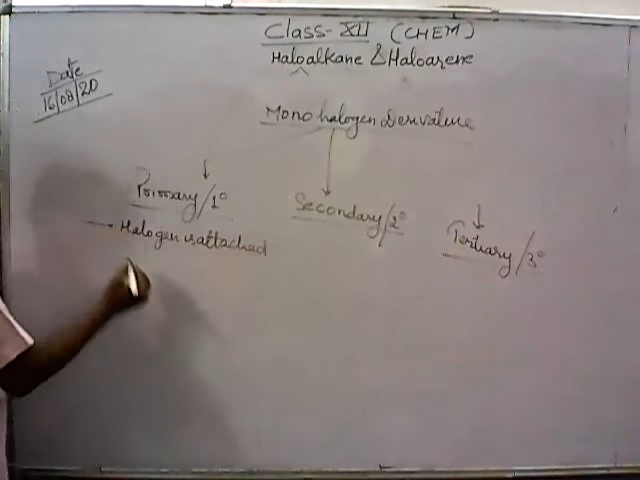 Class-XII (CHEM)
Haloalkane & Haloarene
Date
16/08/20
Mono halogen Derivative
Primary/1°
Secondary/2°
Tertiary/3°
Halogen is attached